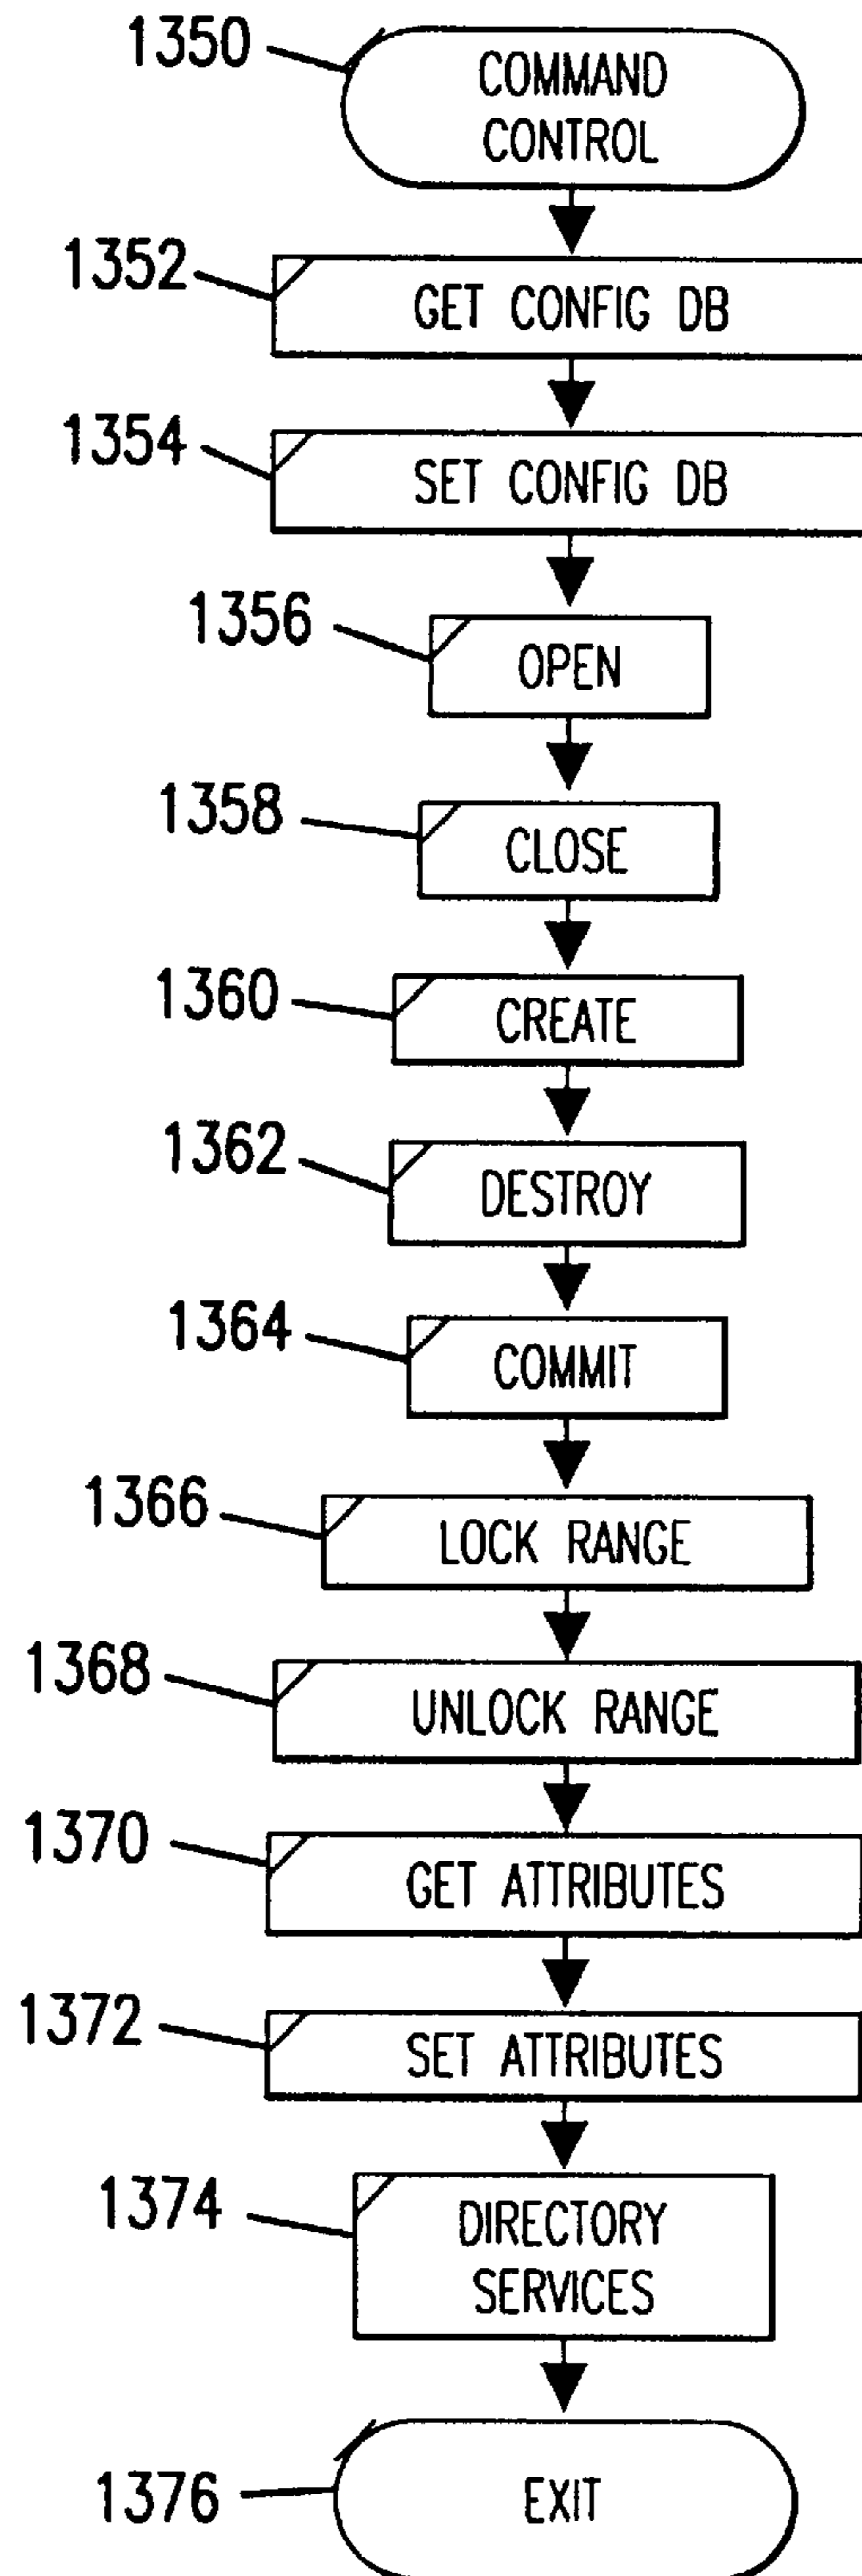 1350
COMMAND
CONTROL
1352
GET CONFIG DB
1354
SET CONFIG DB
1356
OPEN
1358
CLOSE
1360
CREATE
1362
DESTROY
1364
COMMIT
1366
LOCK RANGE
1368
UNLOCK RANGE
1370
GET ATTRIBUTES
1372
SET ATTRIBUTES
1374
DIRECTORY
SERVICES
1376
EXIT